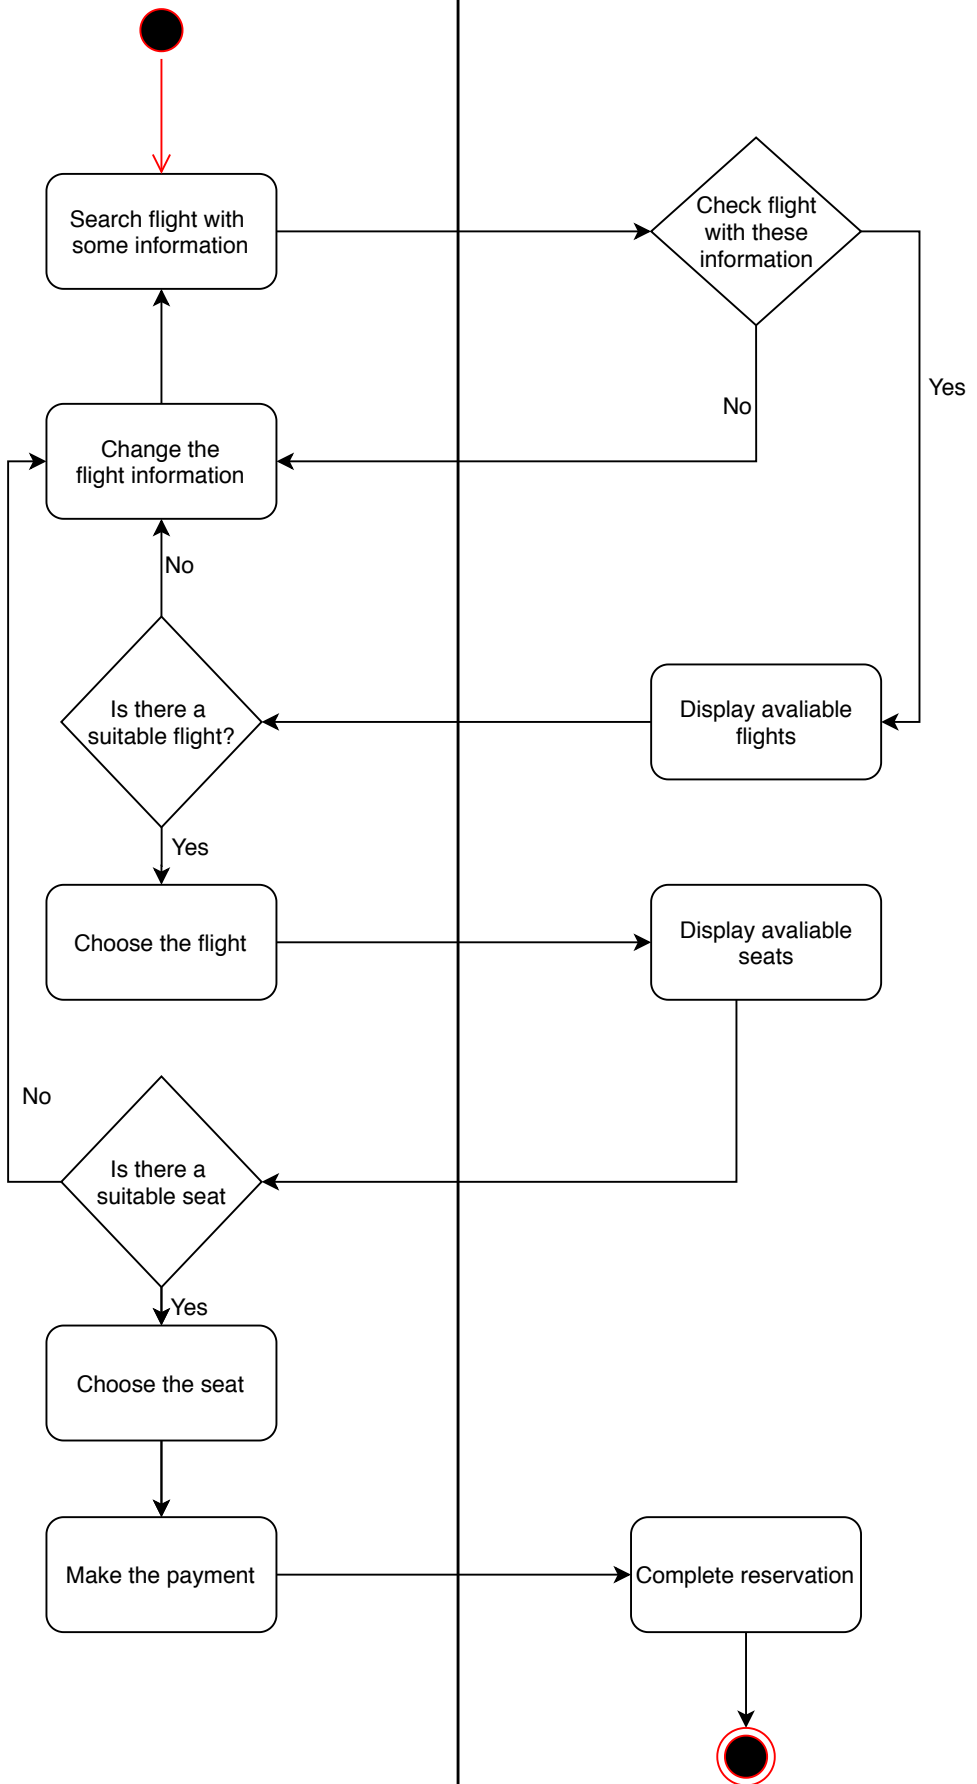 Search flight with
some information
Check flight
with these
information
Yes
No
Change the
flight information
No
Is there a
suitable flight?
Display avaliable
flights
Yes
Choose the flight
Display avaliable
seats
No
Is there a
suitable seat
Yes
Choose the seat
Make the payment
Complete reservation